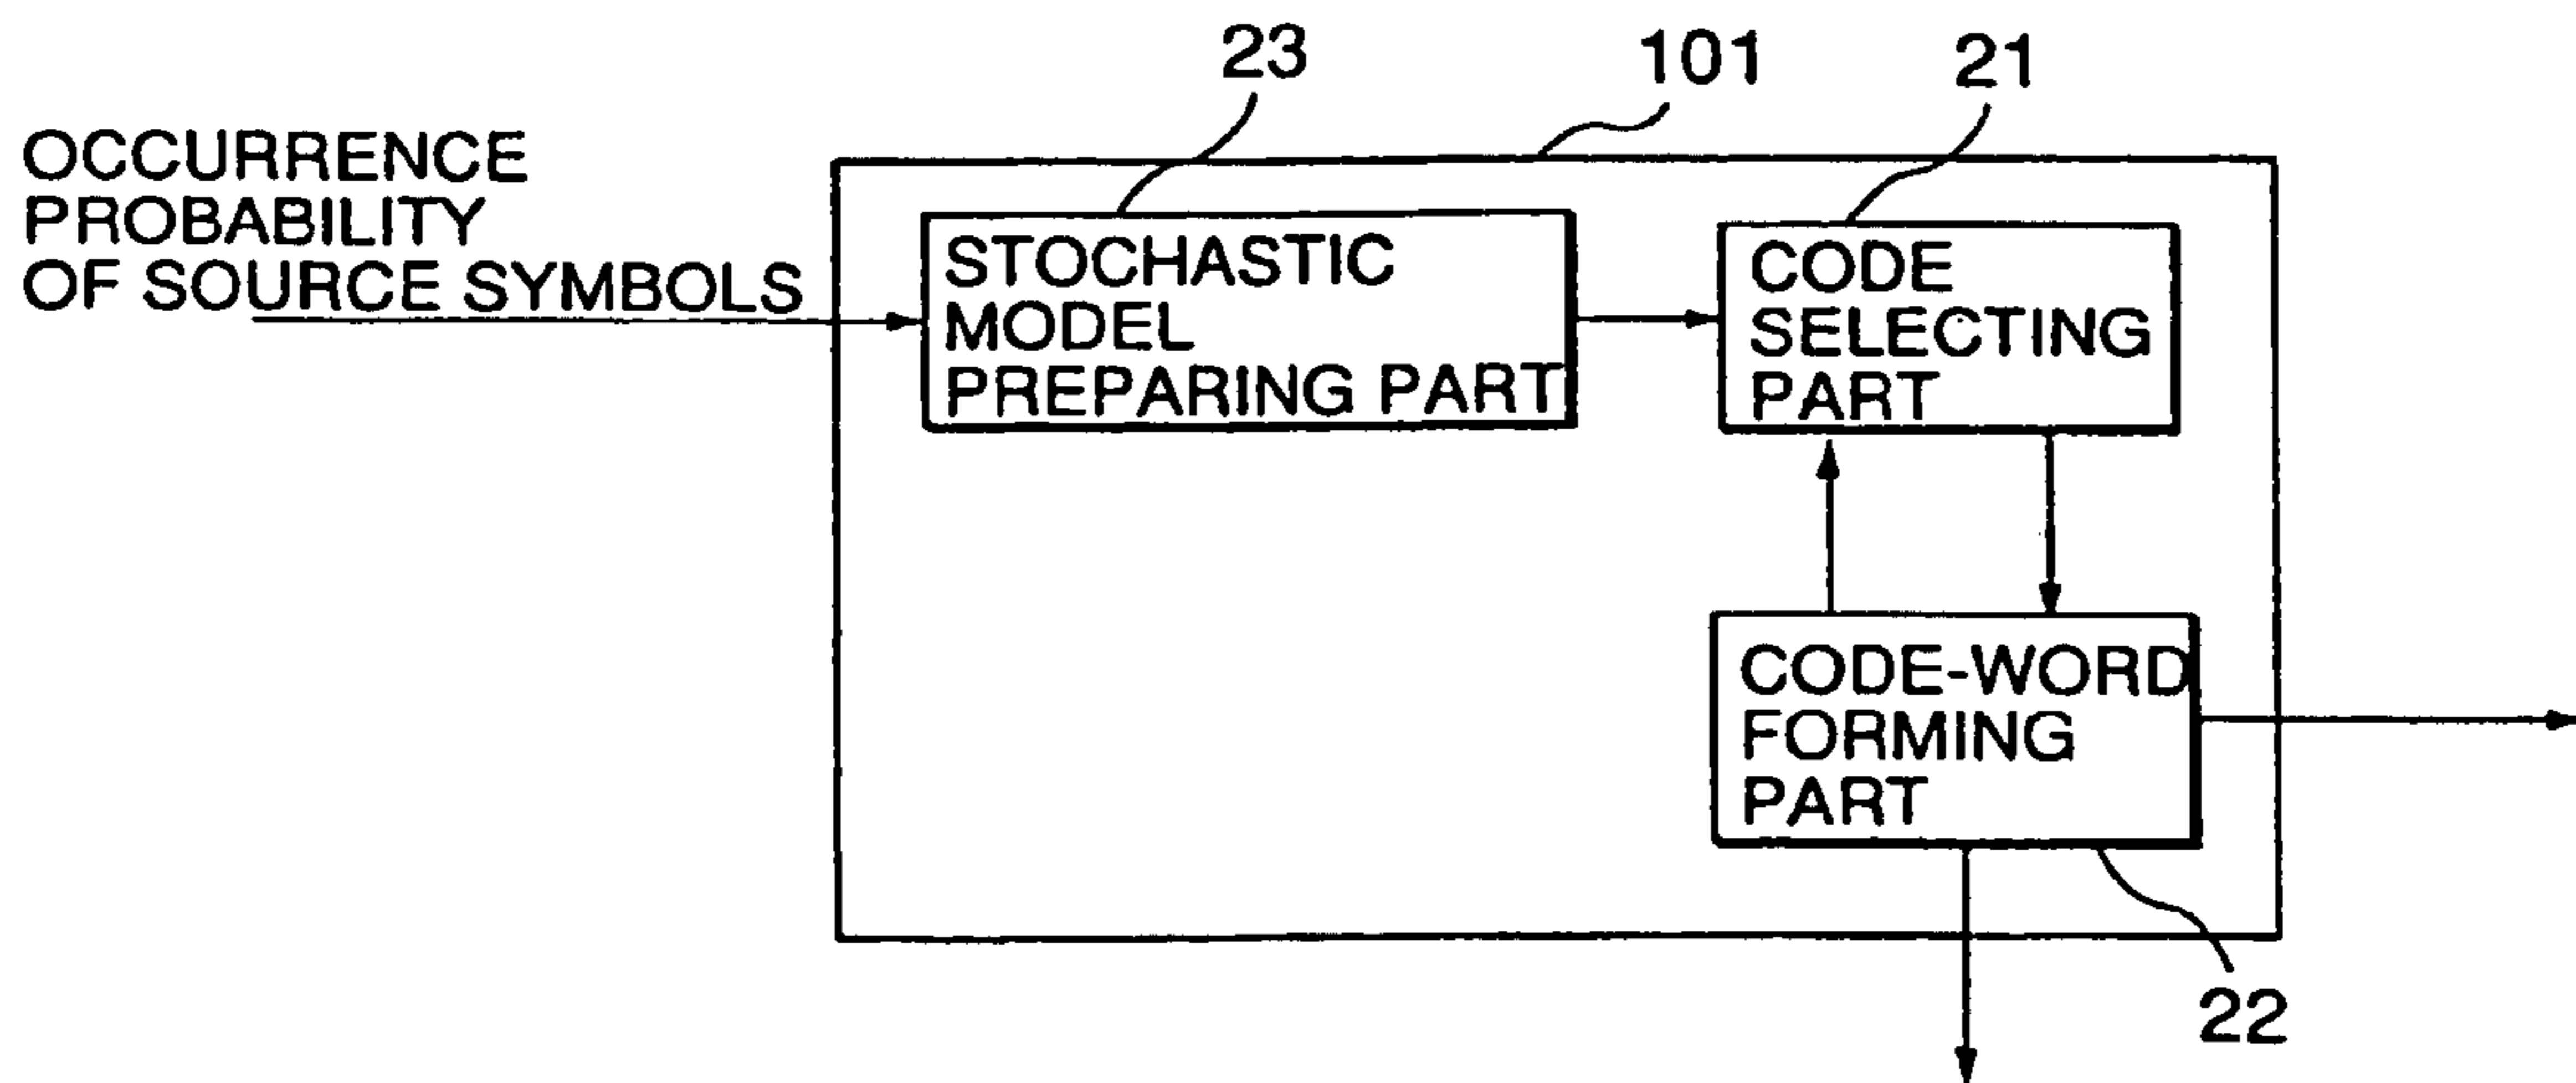 23
101
21
OCCURRENCE
PROBABILITY
OF SOURCE SYMBOLS
STOCHASTIC
MODEL
PREPARING PART
CODE
SELECTING
PART
CODE-WORD
FORMING
PART
22